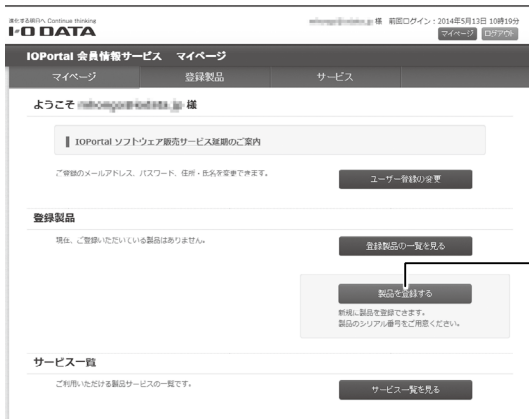 進化する明日へ Continue thinking
I-O DATA
様 前回ログイン：2014年5月13日 10時19分
マイページ ログアウト
IOPortal 会員情報サービス マイページ
マイページ 登録製品 サービス
ようこそ 様
IOPortal ソフトウェア販売サービス延期のご案内
ご登録のメールアドレス、パスワード、住所・氏名を変更できます。
ユーザー登録の変更
登録製品
現在、ご登録いただいている製品はありません。
登録製品の一覧を見る
製品を登録する
新規に製品を登録できます。
製品のシリアル番号をご用意ください。
サービス一覧
ご利用いただける製品サービスの一覧です。
サービス一覧を見る